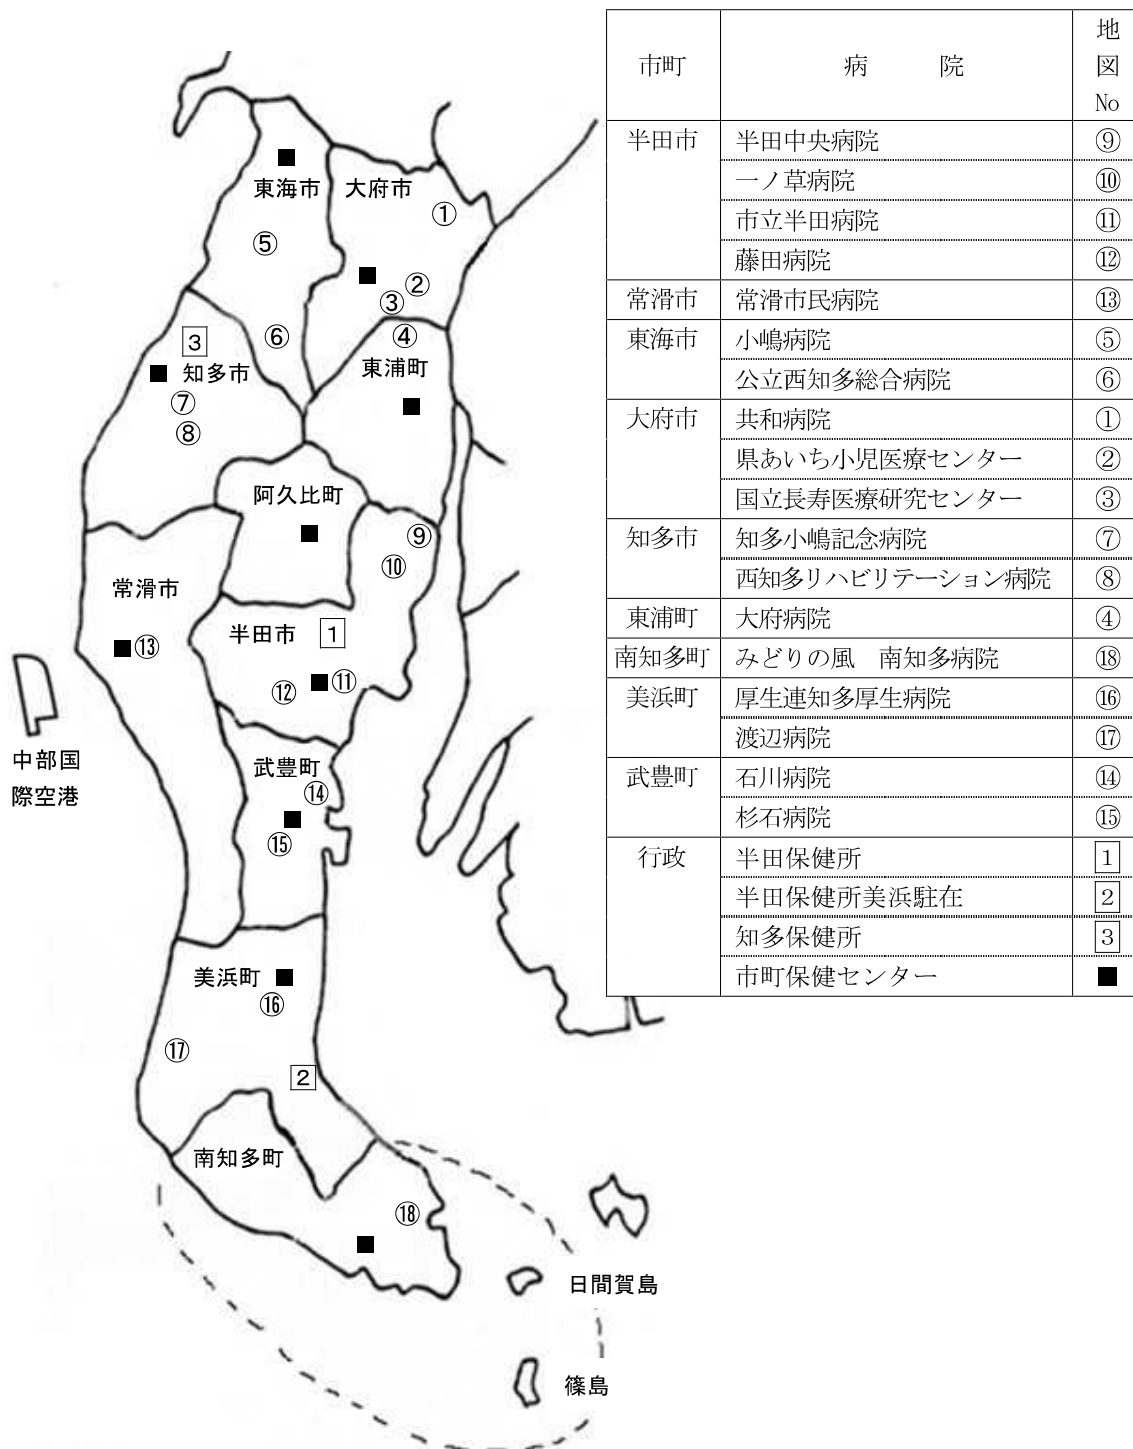 東海市
大府市
①
⑤
②
③
⑥
④
3
知多市
東浦町
⑦
⑧
阿久比町
⑨
⑩
常滑市
半田市
1
⑬
⑫
⑪
中部国
際空港
武豊町
⑭
⑮
美浜町
⑯
⑰
2
南知多町
⑱
日間賀島
篠島
市町 病 院 地図No
半田市 半田中央病院 ⑨
一ノ草病院 ⑩
市立半田病院 ⑪
藤田病院 ⑫
常滑市 常滑市民病院 ⑬
東海市 小嶋病院 ⑤
公立西知多総合病院 ⑥
大府市 共和病院 ①
県あいち小児医療センター ②
国立長寿医療研究センター ③
知多市 知多小嶋記念病院 ⑦
西知多リハビリテーション病院 ⑧
東浦町 大府病院 ④
南知多町 みどりの風 南知多病院 ⑱
美浜町 厚生連知多厚生病院 ⑯
渡辺病院 ⑰
武豊町 石川病院 ⑭
杉石病院 ⑮
行政 半田保健所 1
半田保健所美浜駐在 2
知多保健所 3
市町保健センター ■